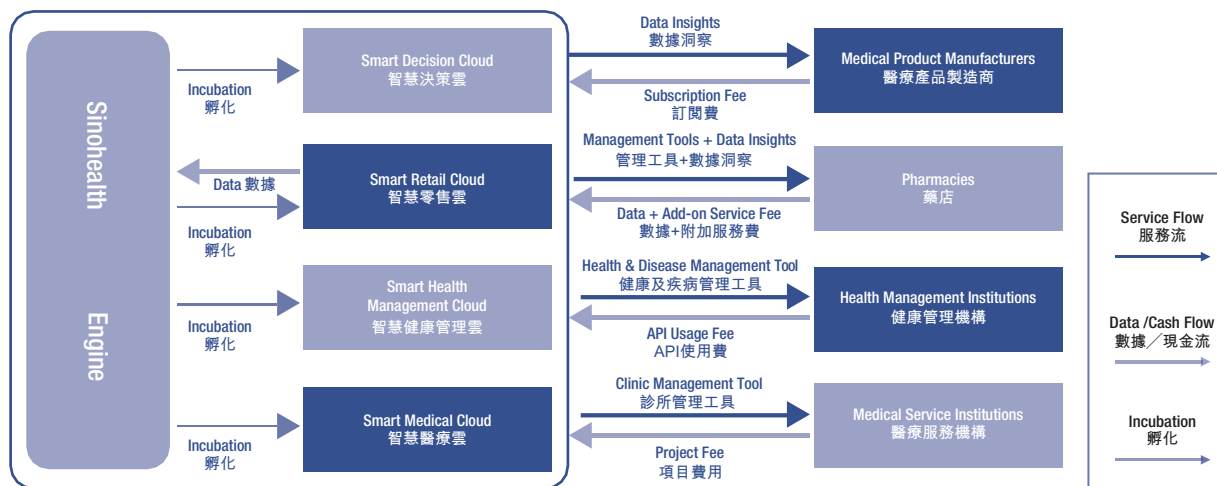 Sinohealth
Engine
Incubation
孵化
Data 數據
Incubation
孵化
Incubation
孵化
Incubation
孵化
Smart Decision Cloud
智慧決策雲
Smart Retail Cloud
智慧零售雲
Smart Health
Management Cloud
智慧健康管理雲
Smart Medical Cloud
智慧醫療雲
Data Insights
數據洞察
Subscription Fee
訂閱費
Management Tools + Data Insights
管理工具+數據洞察
Data + Add-on Service Fee
數據+附加服務費
Health & Disease Management Tool
健康及疾病管理工具
API Usage Fee
API使用費
Clinic Management Tool
診所管理工具
Project Fee
項目費用
Medical Product Manufacturers
醫療產品製造商
Pharmacies
藥店
Health Management Institutions
健康管理機構
Medical Service Institutions
醫療服務機構
Service Flow
服務流
Data /Cash Flow
數據／現金流
Incubation
孵化